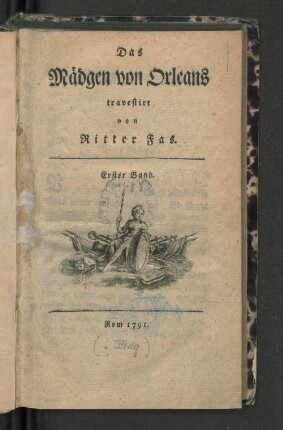 Das
Mädgen von Orleans
travestirt
von
Ritter Fas.
Erster Band.
Rom 1791.